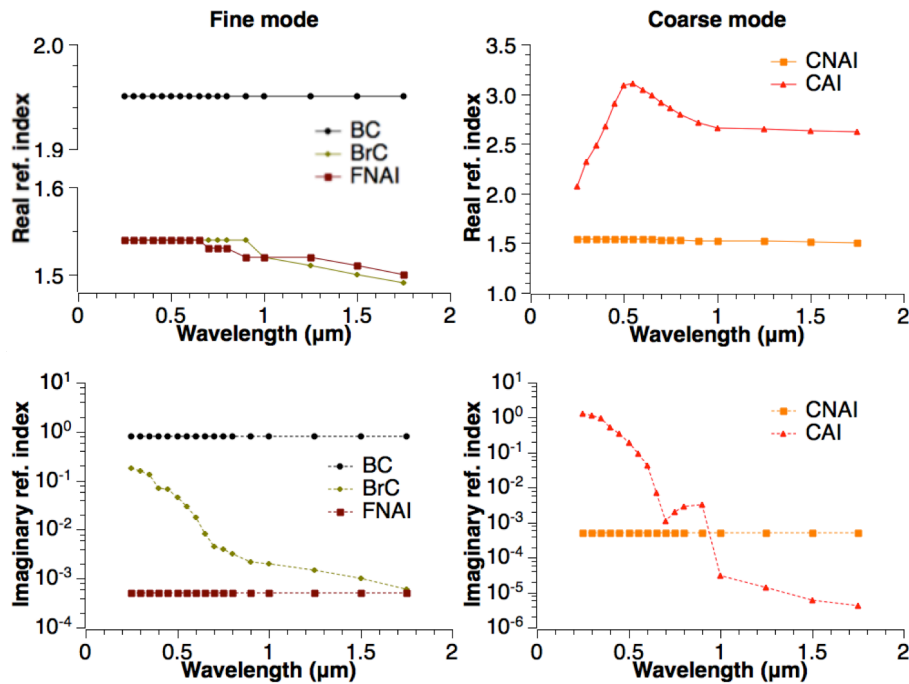 Fine mode
Real ref. index
2.0
1.9
1.6
1.5
BC
BrC
FNAI
0 0.5 1 1.5 2
Wavelength (µm)
Coarse mode
Real ref. index
3.5
3.0
2.5
2.0
1.5
1.0
CNAI
CAI
0 0.5 1 1.5 2
Wavelength (µm)
Imaginary ref. index
10¹
10⁰
10⁻¹
10⁻²
10⁻³
10⁻⁴
BC
BrC
FNAI
0 0.5 1 1.5 2
Wavelength (µm)
Imaginary ref. index
10¹
10⁰
10⁻¹
10⁻²
10⁻³
10⁻⁴
10⁻⁵
10⁻⁶
CNAI
CAI
0 0.5 1 1.5 2
Wavelength (µm)